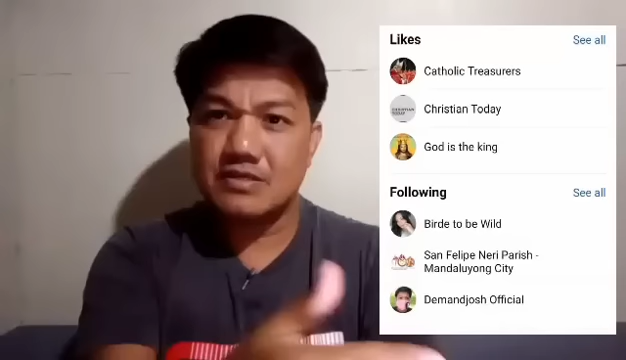 Likes
See all
Catholic Treasurers
Christian Today
God is the king
Following
See all
Birde to be Wild
San Felipe Neri Parish -
Mandaluyong City
Demandjosh Official